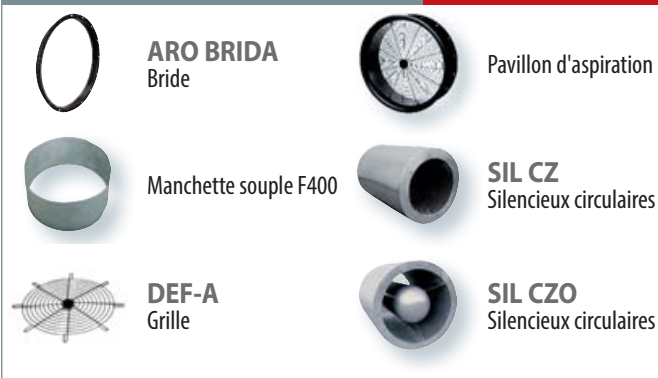 ARO BRIDA
Bride
Pavillon d'aspiration
Manchette souple F400
SIL CZ
Silencieux circulaires
DEF-A
Grille
SIL CZO
Silencieux circulaires